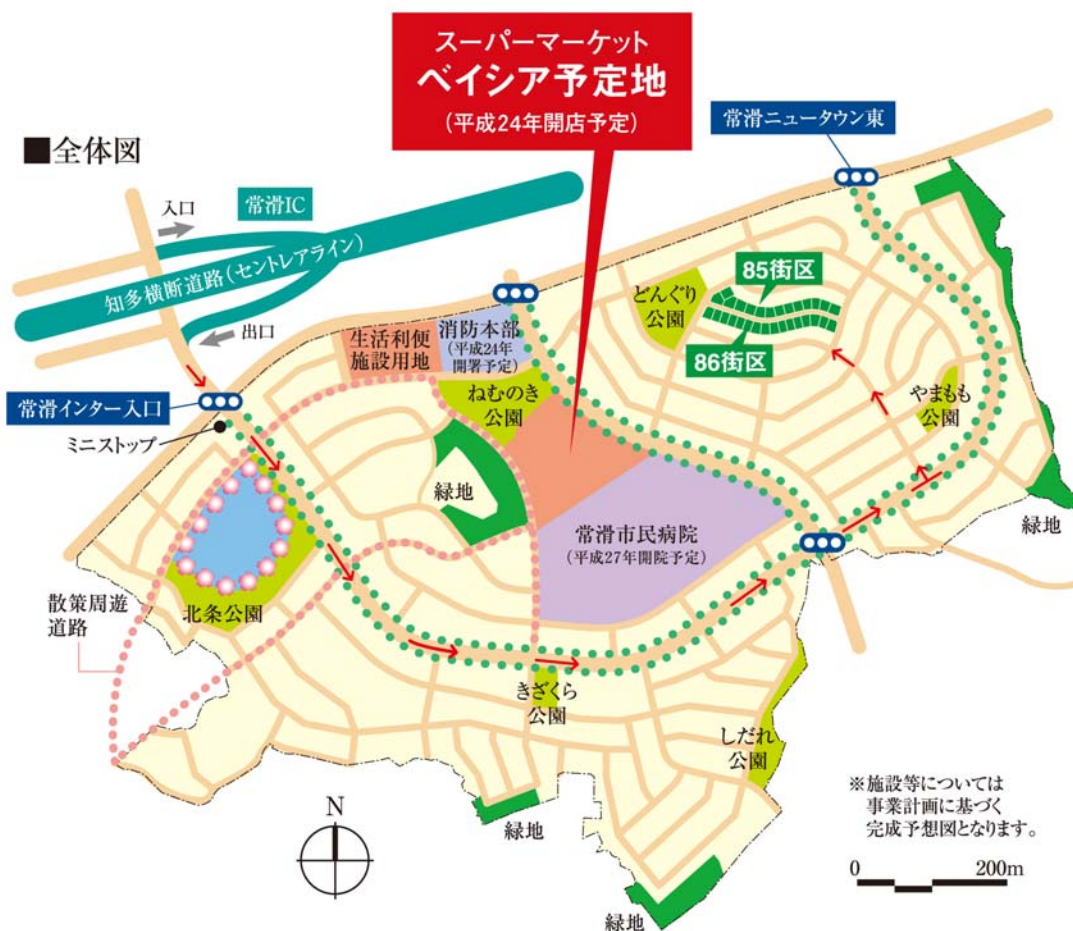 スーパーマーケット
ベイシア予定地
(平成24年開店予定)
常滑ニュータウン東
■全体図
入口
常滑IC
知多横断道路(セントレアライン)
出口
85街区
どんぐり
公園
86街区
生活利便
施設用地
消防本部
(平成24年
開署予定)
ねむのき
公園
常滑インター入口
ミニストップ
やまもも
公園
緑地
常滑市民病院
(平成27年開院予定)
緑地
散策周遊
道路
北条公園
きざくら
公園
しだれ
公園
※施設等については
事業計画に基づく
完成予想図となります。
N
緑地
0 200m
緑地